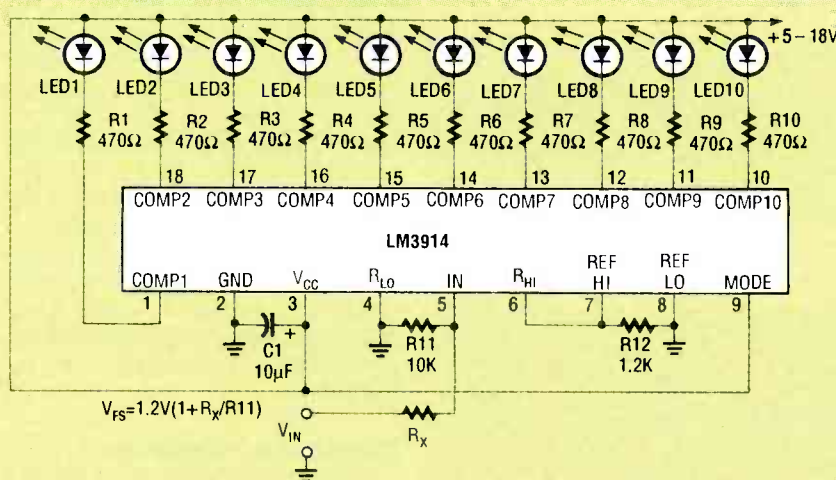 +5-18V
LED1 LED2 LED3 LED4 LED5 LED6 LED7 LED8 LED9 LED10
R1 470Ω R2 470Ω R3 470Ω R4 470Ω R5 470Ω R6 470Ω R7 470Ω R8 470Ω R9 470Ω R10 470Ω
18 17 16 15 14 13 12 11 10
COMP2 COMP3 COMP4 COMP5 COMP6 COMP7 COMP8 COMP9 COMP10
LM3914
COMP1 GND VCC RLO IN RHI REF HI REF LO MODE
1 2 3 4 5 6 7 8 9
C1 10µF +
R11 10K
R12 1.2K
VFS=1.2V(1+RX/R11)
VIN
RX